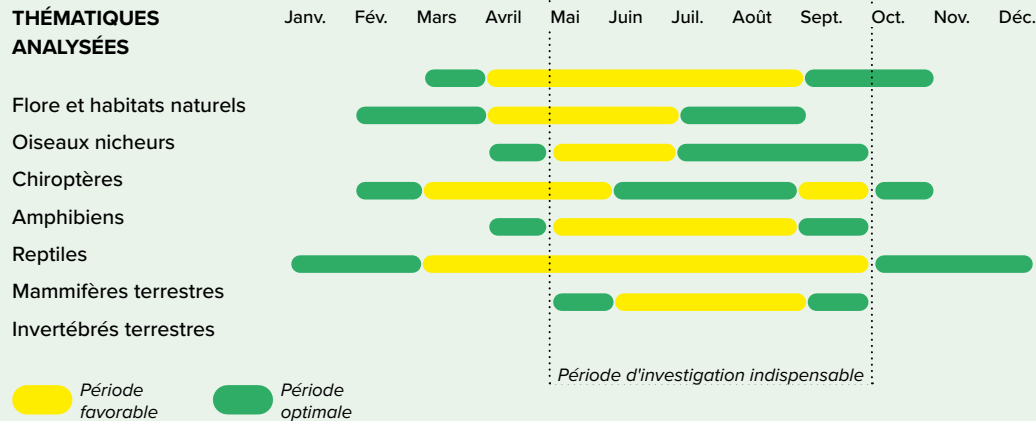 THÉMATIQUES
ANALYSÉES
Janv. Fév. Mars Avril Mai Juin Juil. Août Sept. Oct. Nov. Déc.
Flore et habitats naturels
Oiseaux nicheurs
Chiroptères
Amphibiens
Reptiles
Mammifères terrestres
Invertébrés terrestres
Période d'investigation indispensable
Période
favorable
Période
optimale